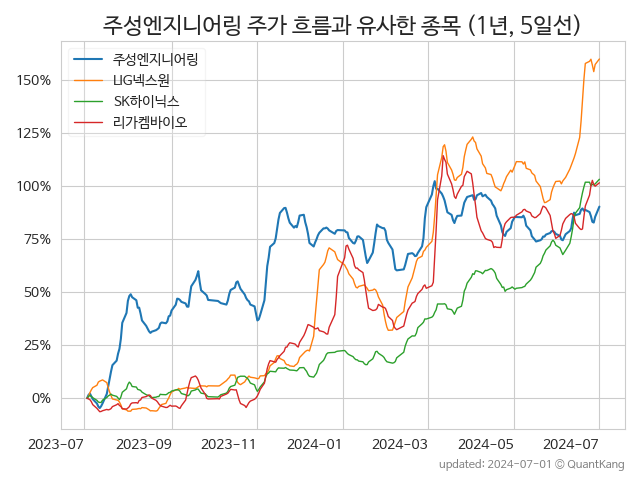 주성엔지니어링 주가 흐름과 유사한 종목 (1년, 5일선)
주성엔지니어링
LIG넥스원
SK하이닉스
리가켐바이오
150%
125%
100%
75%
50%
25%
0%
2023-07 2023-09 2023-11 2024-01 2024-03 2024-05 2024-07
updated: 2024-07-01 © QuantKang